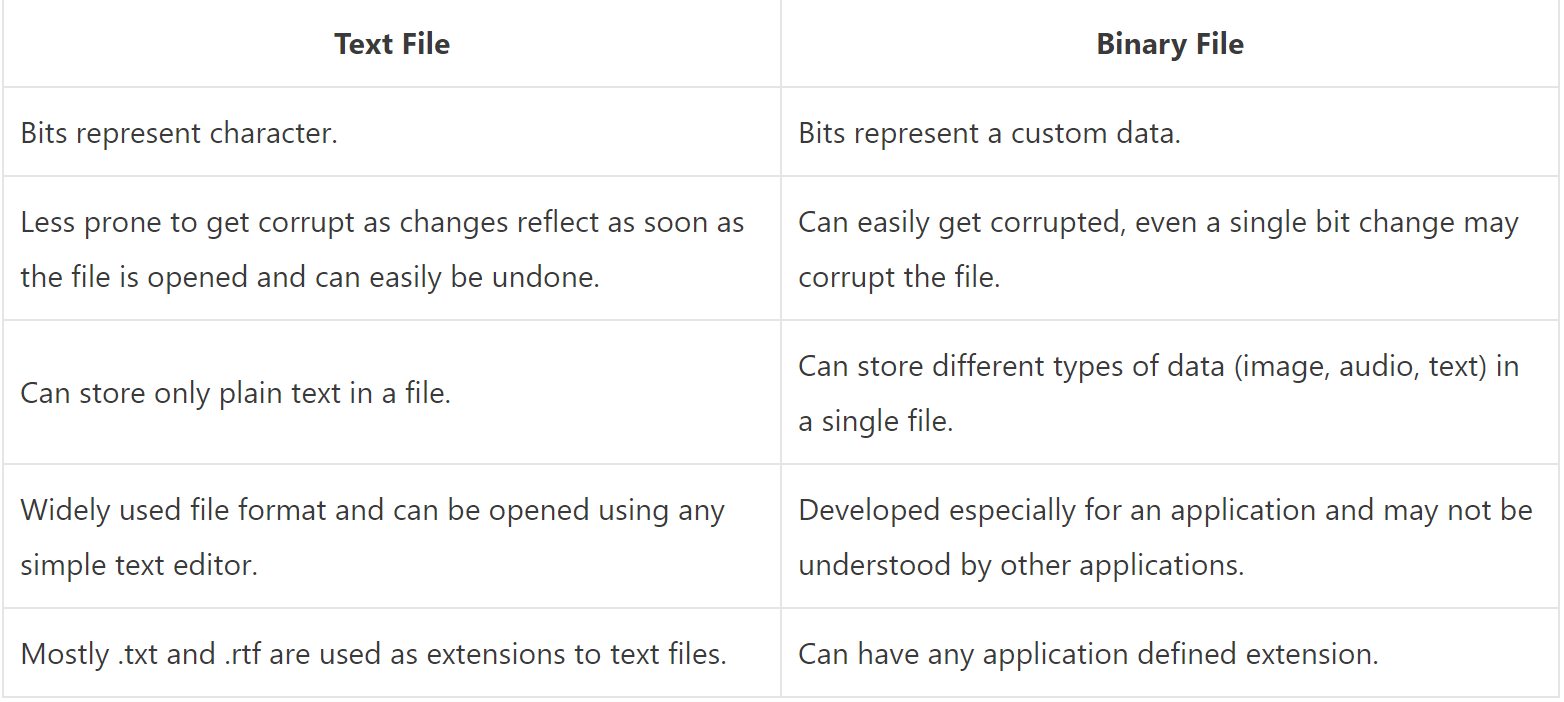 Text File
Binary File
Bits represent character.
Bits represent a custom data.
Less prone to get corrupt as changes reflect as soon as
the file is opened and can easily be undone.
Can easily get corrupted, even a single bit change may
corrupt the file.
Can store only plain text in a file.
Can store different types of data (image, audio, text) in
a single file.
Widely used file format and can be opened using any
simple text editor.
Developed especially for an application and may not be
understood by other applications.
Mostly .txt and .rtf are used as extensions to text files.
Can have any application defined extension.